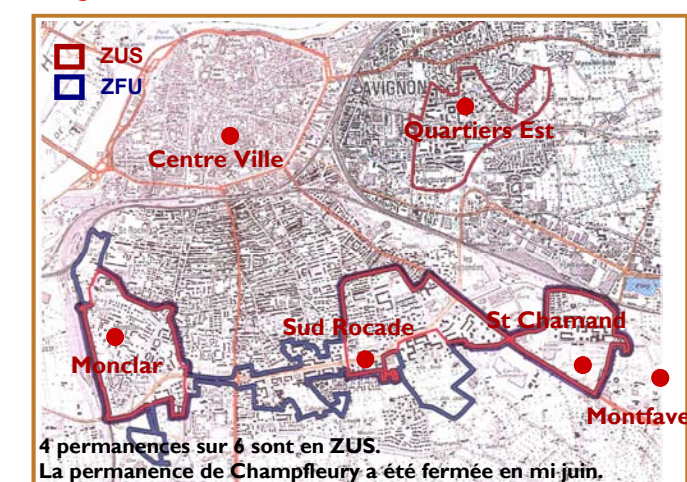 ZUS
ZFU
AVIGNON
Quartiers Est
Centre Ville
Sud Rocade
St Chamand
Monclar
Montfave
4 permanences sur 6 sont en ZUS.
La permanence de Champfleury a été fermée en mi juin.